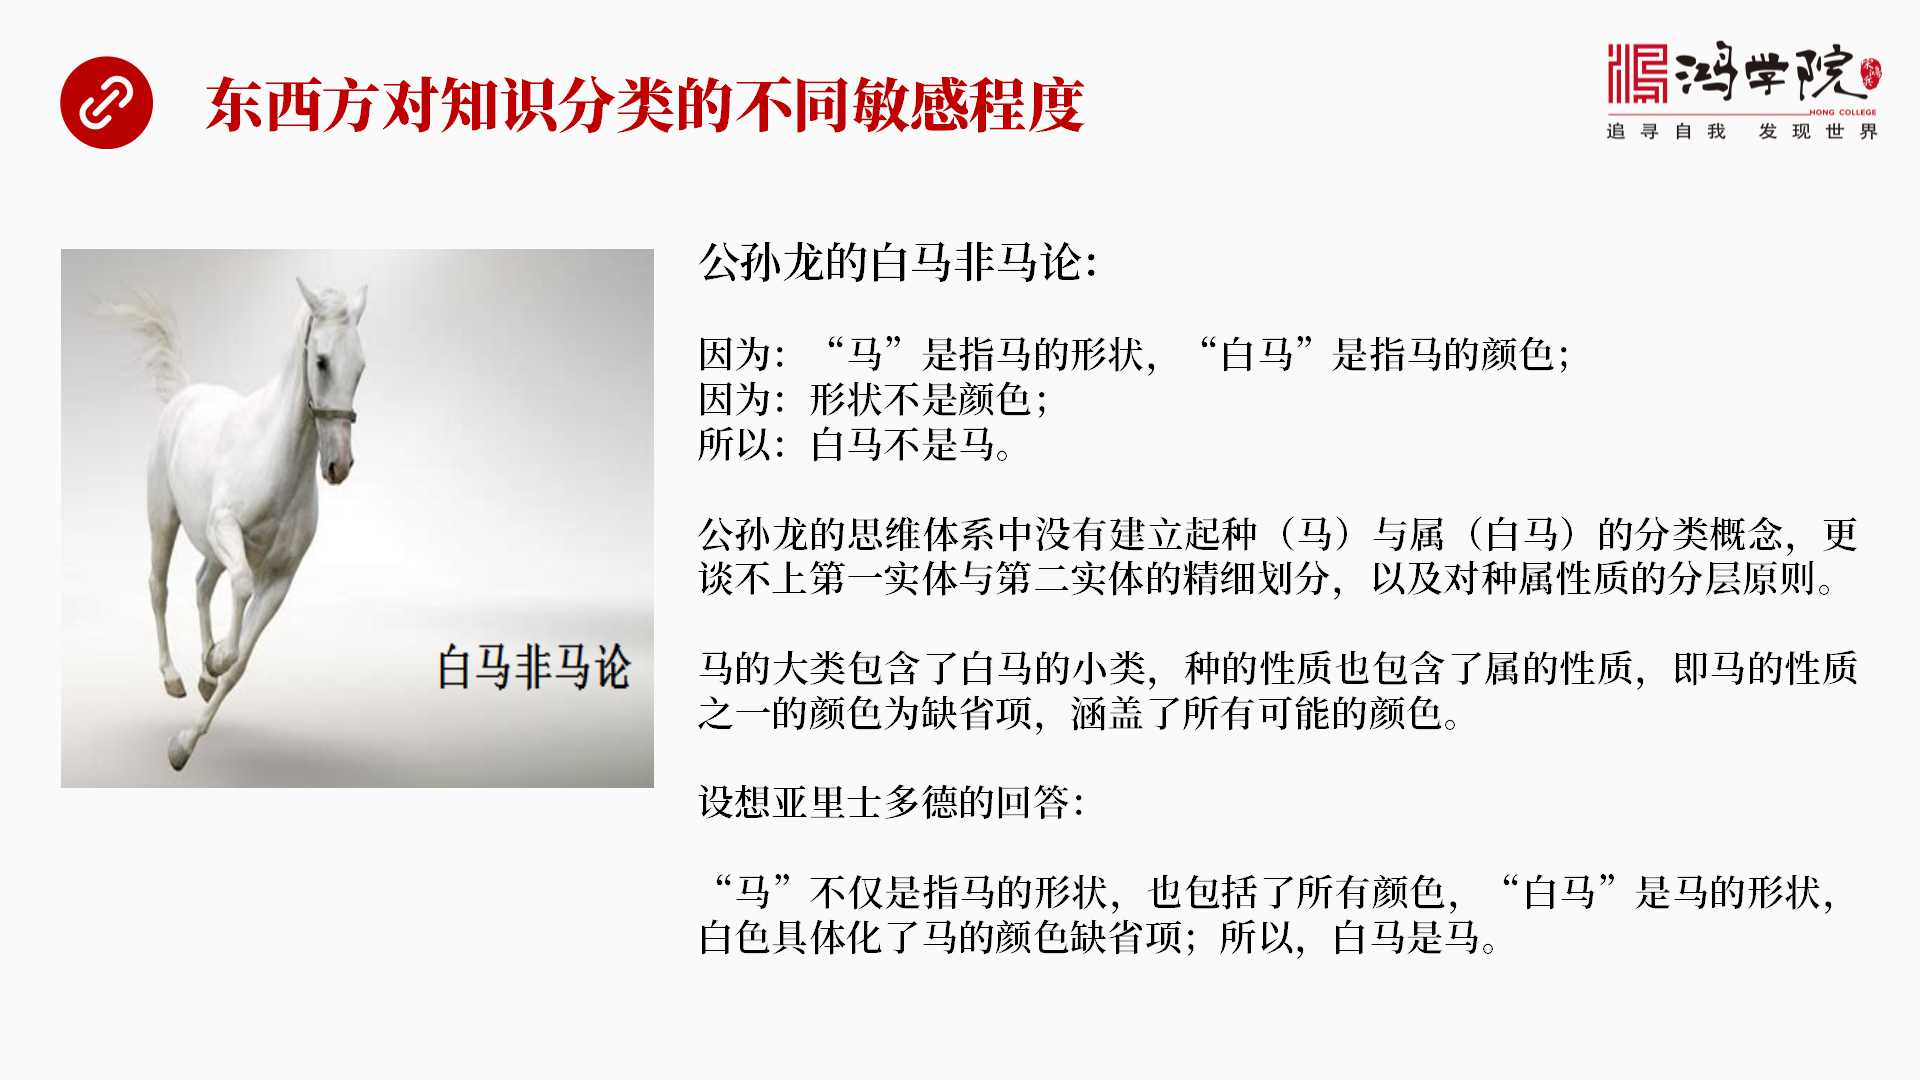 东西方对知识分类的不同敏感程度
鸿学院
HONG COLLEGE
追寻自我 发现世界
公孙龙的白马非马论：
因为：“马”是指马的形状，“白马”是指马的颜色；
因为：形状不是颜色；
所以：白马不是马。
公孙龙的思维体系中没有建立起种（马）与属（白马）的分类概念，更
谈不上第一实体与第二实体的精细划分，以及对种属性质的分层原则。
马的大类包含了白马的小类，种的性质也包含了属的性质，即马的性质
之一的颜色为缺省项，涵盖了所有可能的颜色。
设想亚里士多德的回答：
“马”不仅是指马的形状，也包括了所有颜色，“白马”是马的形状，
白色具体化了马的颜色缺省项；所以，白马是马。
白马非马论